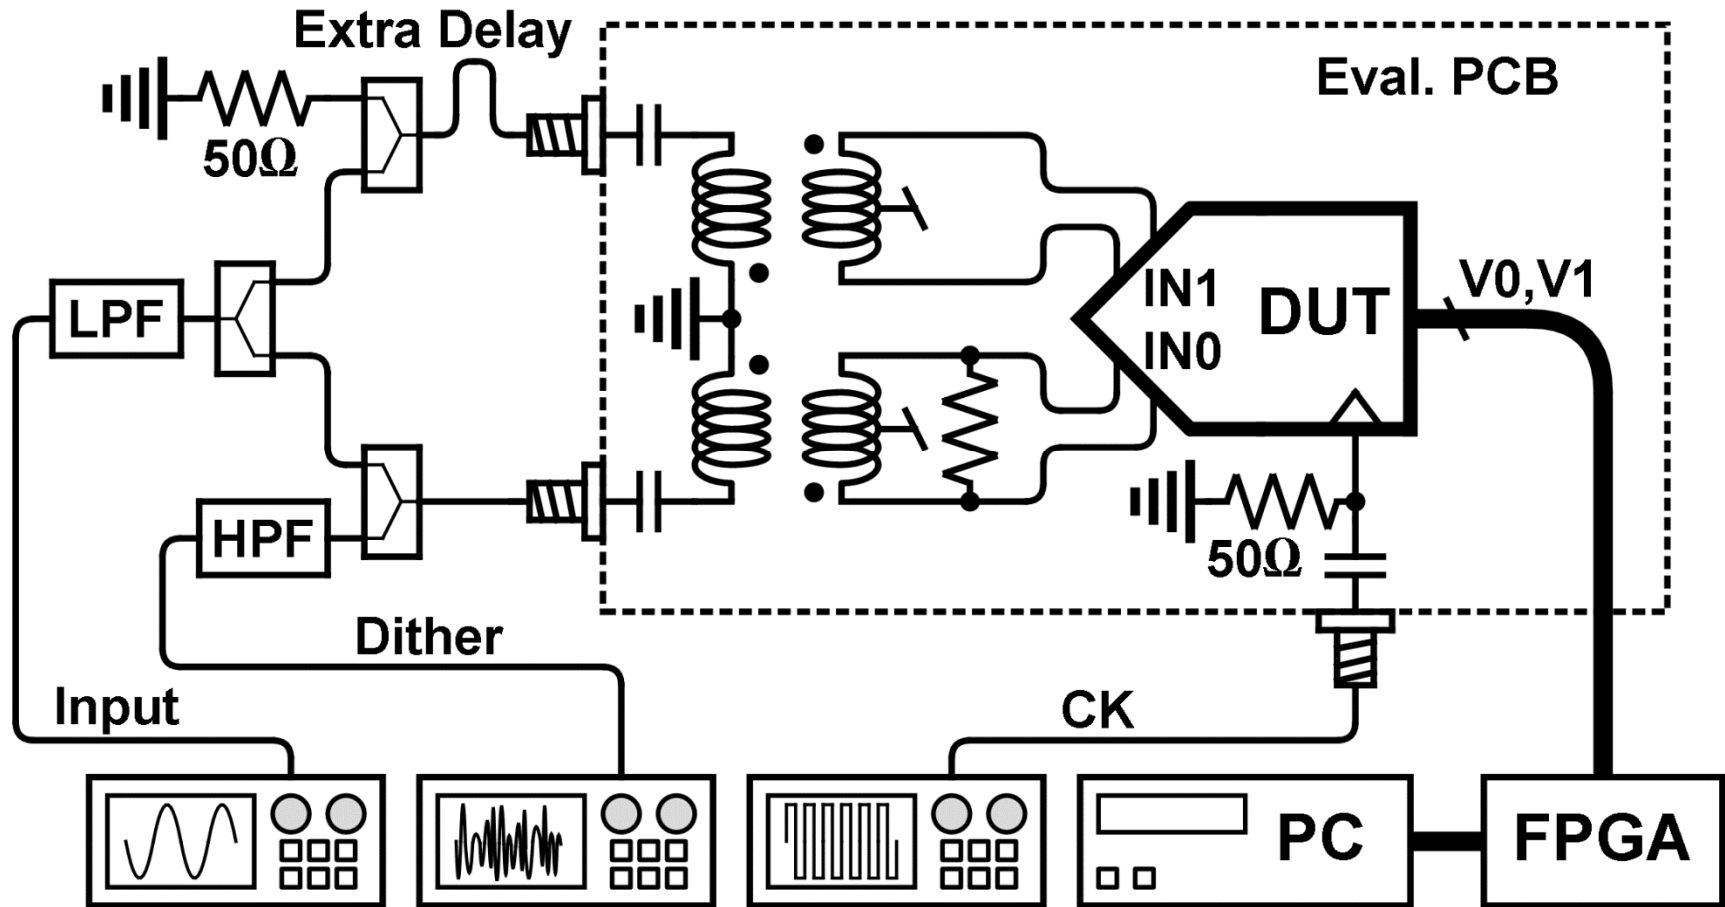 Extra Delay
Eval. PCB
50Ω
LPF
IN1
IN0
DUT
V0,V1
HPF
50Ω
Dither
Input
CK
PC
FPGA